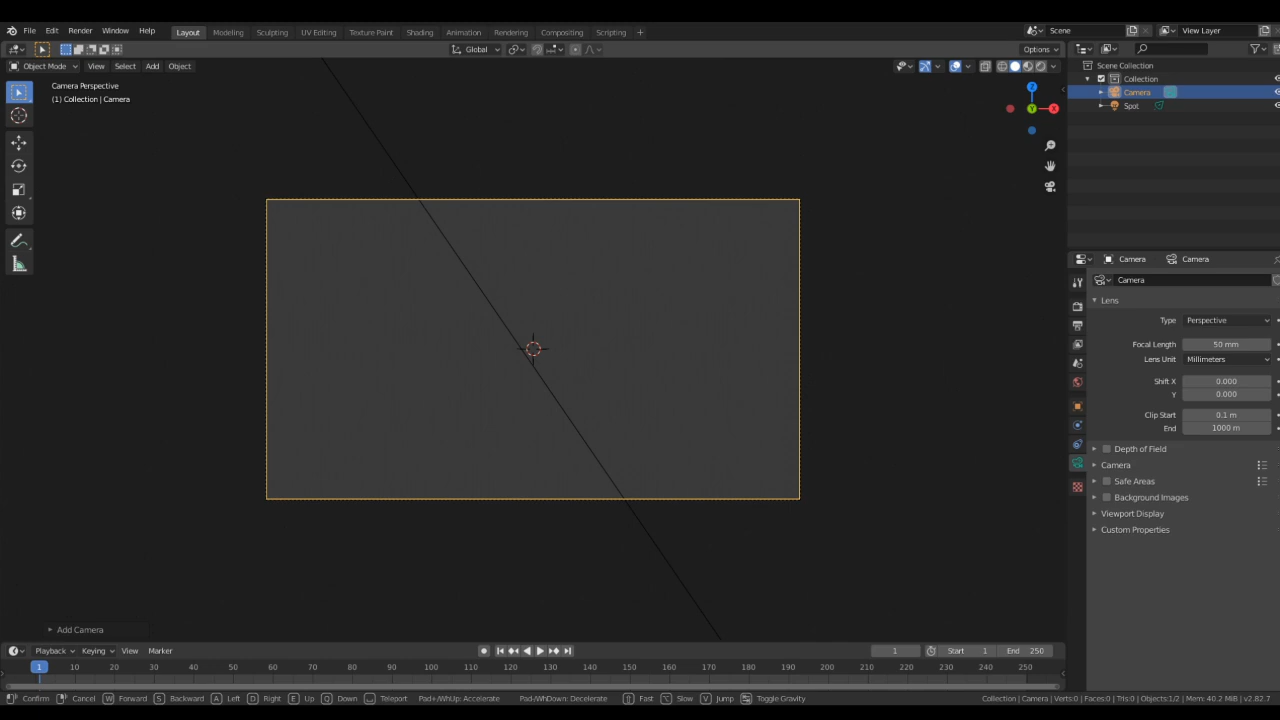 File Edit Render Window Help Layout Modeling Sculpting UV Editing Texture Paint Shading Animation Rendering Compositing Scripting + Scene View Layer
Global Options
Object Mode View Select Add Object
Camera Perspective
(1) Collection | Camera
Z
Y
X
Scene Collection
Collection
Camera
Spot
Camera Camera
Camera
Lens
Type Perspective
Focal Length 50 mm
Lens Unit Millimeters
Shift X 0.000
Y 0.000
Clip Start 0.1 m
End 1000 m
Depth of Field
Camera
Safe Areas
Background Images
Viewport Display
Custom Properties
Add Camera
Playback Keying View Marker 1 Start 1 End 250
1 10 20 30 40 50 60 70 80 90 100 110 120 130 140 150 160 170 180 190 200 210 220 230 240 250
Confirm Cancel W Forward S Backward A Left D Right E Up Q Down Teleport Pad+/WhUp: Accelerate Pad-/WhDown: Decelerate Fast Slow V Jump Toggle Gravity Collection | Camera | Verts:0 | Faces:0 | Tris:0 | Objects:1/2 | Mem: 40.2 MiB | v2.82.7